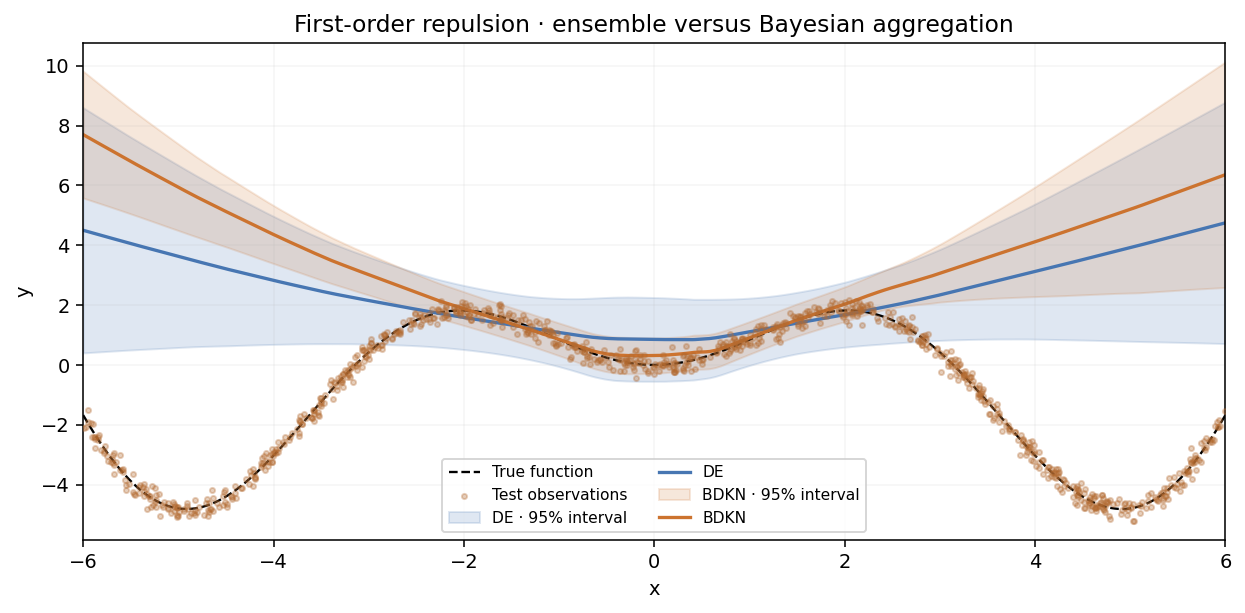 First-order repulsion · ensemble versus Bayesian aggregation
y
10
8
6
4
2
0
−2
−4
−6
−4
−2
0
2
4
6
x
True function
Test observations
DE · 95% interval
DE
BDKN · 95% interval
BDKN